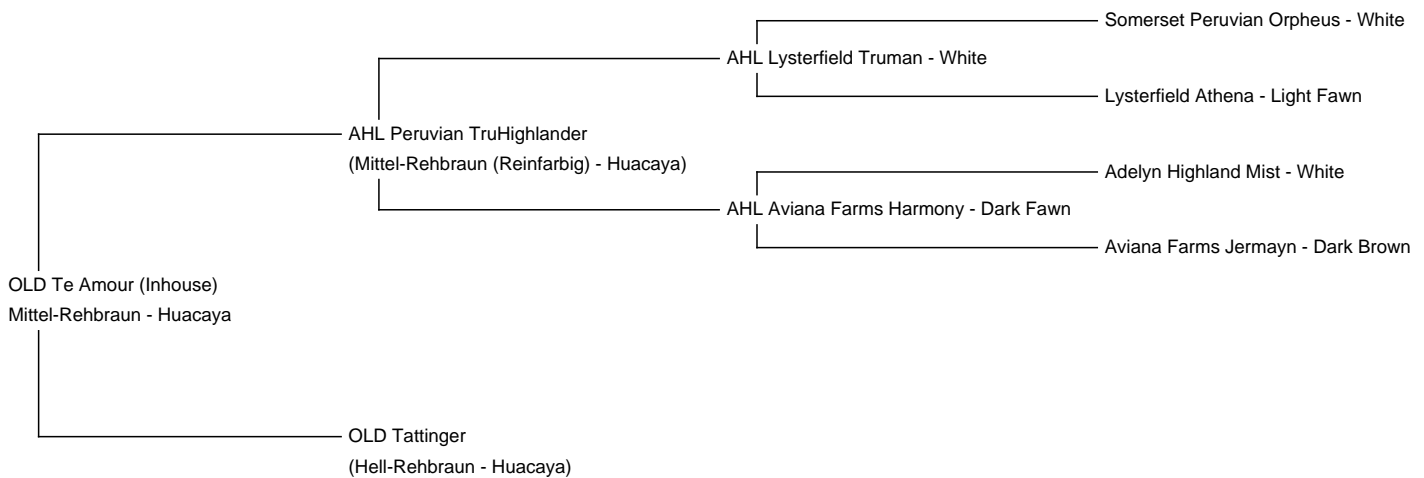 Somerset Peruvian Orpheus - White
AHL Lysterfield Truman - White
Lysterfield Athena - Light Fawn
AHL Peruvian TruHighlander
(Mittel-Rehbraun (Reinfarbig) - Huacaya)
Adelyn Highland Mist - White
AHL Aviana Farms Harmony - Dark Fawn
Aviana Farms Jermayn - Dark Brown
OLD Te Amour (Inhouse)
Mittel-Rehbraun - Huacaya
OLD Tattinger
(Hell-Rehbraun - Huacaya)